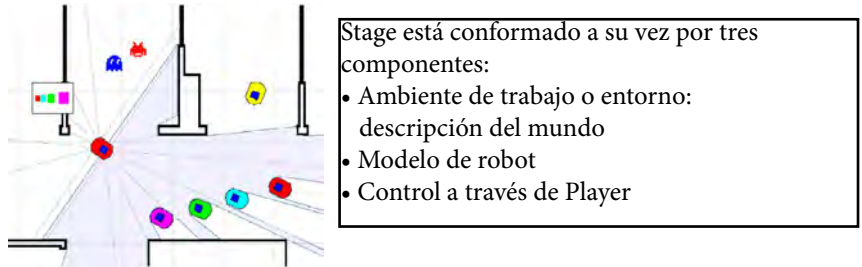 Stage está conformado a su vez por tres
componentes:
• Ambiente de trabajo o entorno:
descripción del mundo
• Modelo de robot
• Control a través de Player